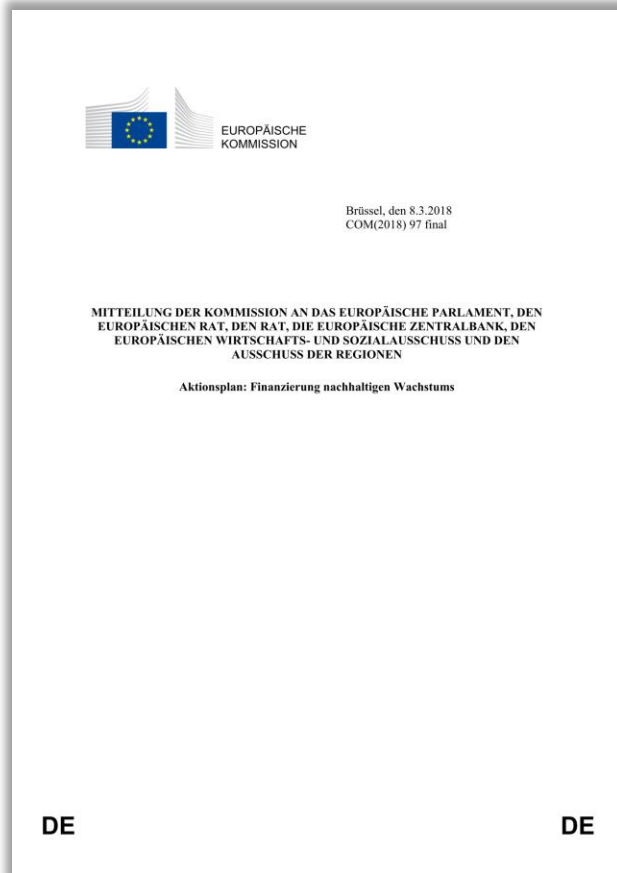 EUROPÄISCHE
KOMMISSION
Brüssel, den 8.3.2018
COM(2018) 97 final
MITTEILUNG DER KOMMISSION AN DAS EUROPÄISCHE PARLAMENT, DEN
EUROPÄISCHEN RAT, DEN RAT, DIE EUROPÄISCHE ZENTRALBANK, DEN
EUROPÄISCHEN WIRTSCHAFTS- UND SOZIALAUSSCHUSS UND DEN
AUSSCHUSS DER REGIONEN
Aktionsplan: Finanzierung nachhaltigen Wachstums
DE DE